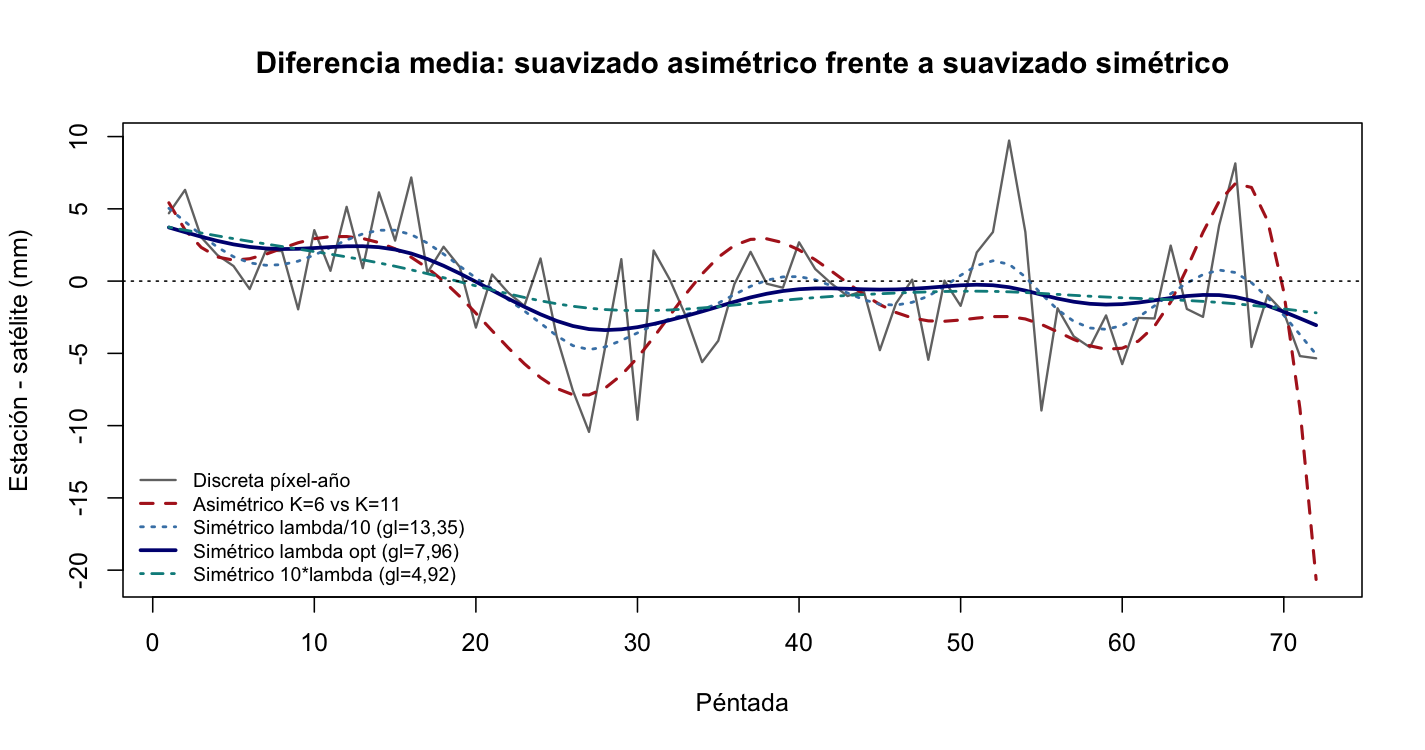 Diferencia media: suavizado asimétrico frente a suavizado simétrico
Estación - satélite (mm)
10
5
0
-5
-10
-15
-20
Discreta píxel-año
Asimétrico K=6 vs K=11
Simétrico lambda/10 (gl=13,35)
Simétrico lambda opt (gl=7,96)
Simétrico 10*lambda (gl=4,92)
0 10 20 30 40 50 60 70
Péntada